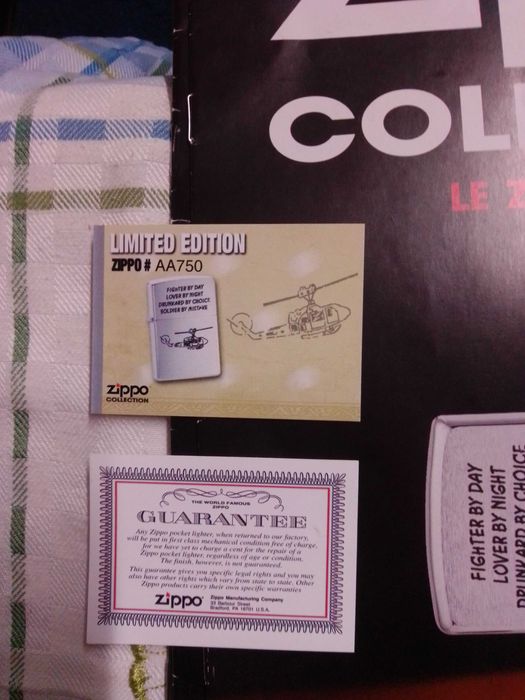 COL
LE
LIMITED EDITION
ZIPPO # AA750
FIGHTER BY DAY
LOVER BY NIGHT
DRUNKARD BY CHOICE
SOLDIER BY MISTAKE
zippo
COLLECTION
THE WORLD FAMOUS
ZIPPO
GUARANTEE
Any Zippo pocket lighter, when returned to our factory,
will be put in first class mechanical condition free of charge,
for we have yet to charge a cent for the repair of a
Zippo pocket lighter, regardless of age or condition.
The finish, however, is not guaranteed.
This guarantee gives you specific legal rights and you may
also have other rights which vary from state to state. Other
Zippo products carry their own specific warranties
zippo
Zippo Manufacturing Company
33 Barbour Street
Bradford, PA 16701 U.S.A.
FIGHTER BY DAY
LOVER BY NIGHT
DRUNKARD BY CHOICE